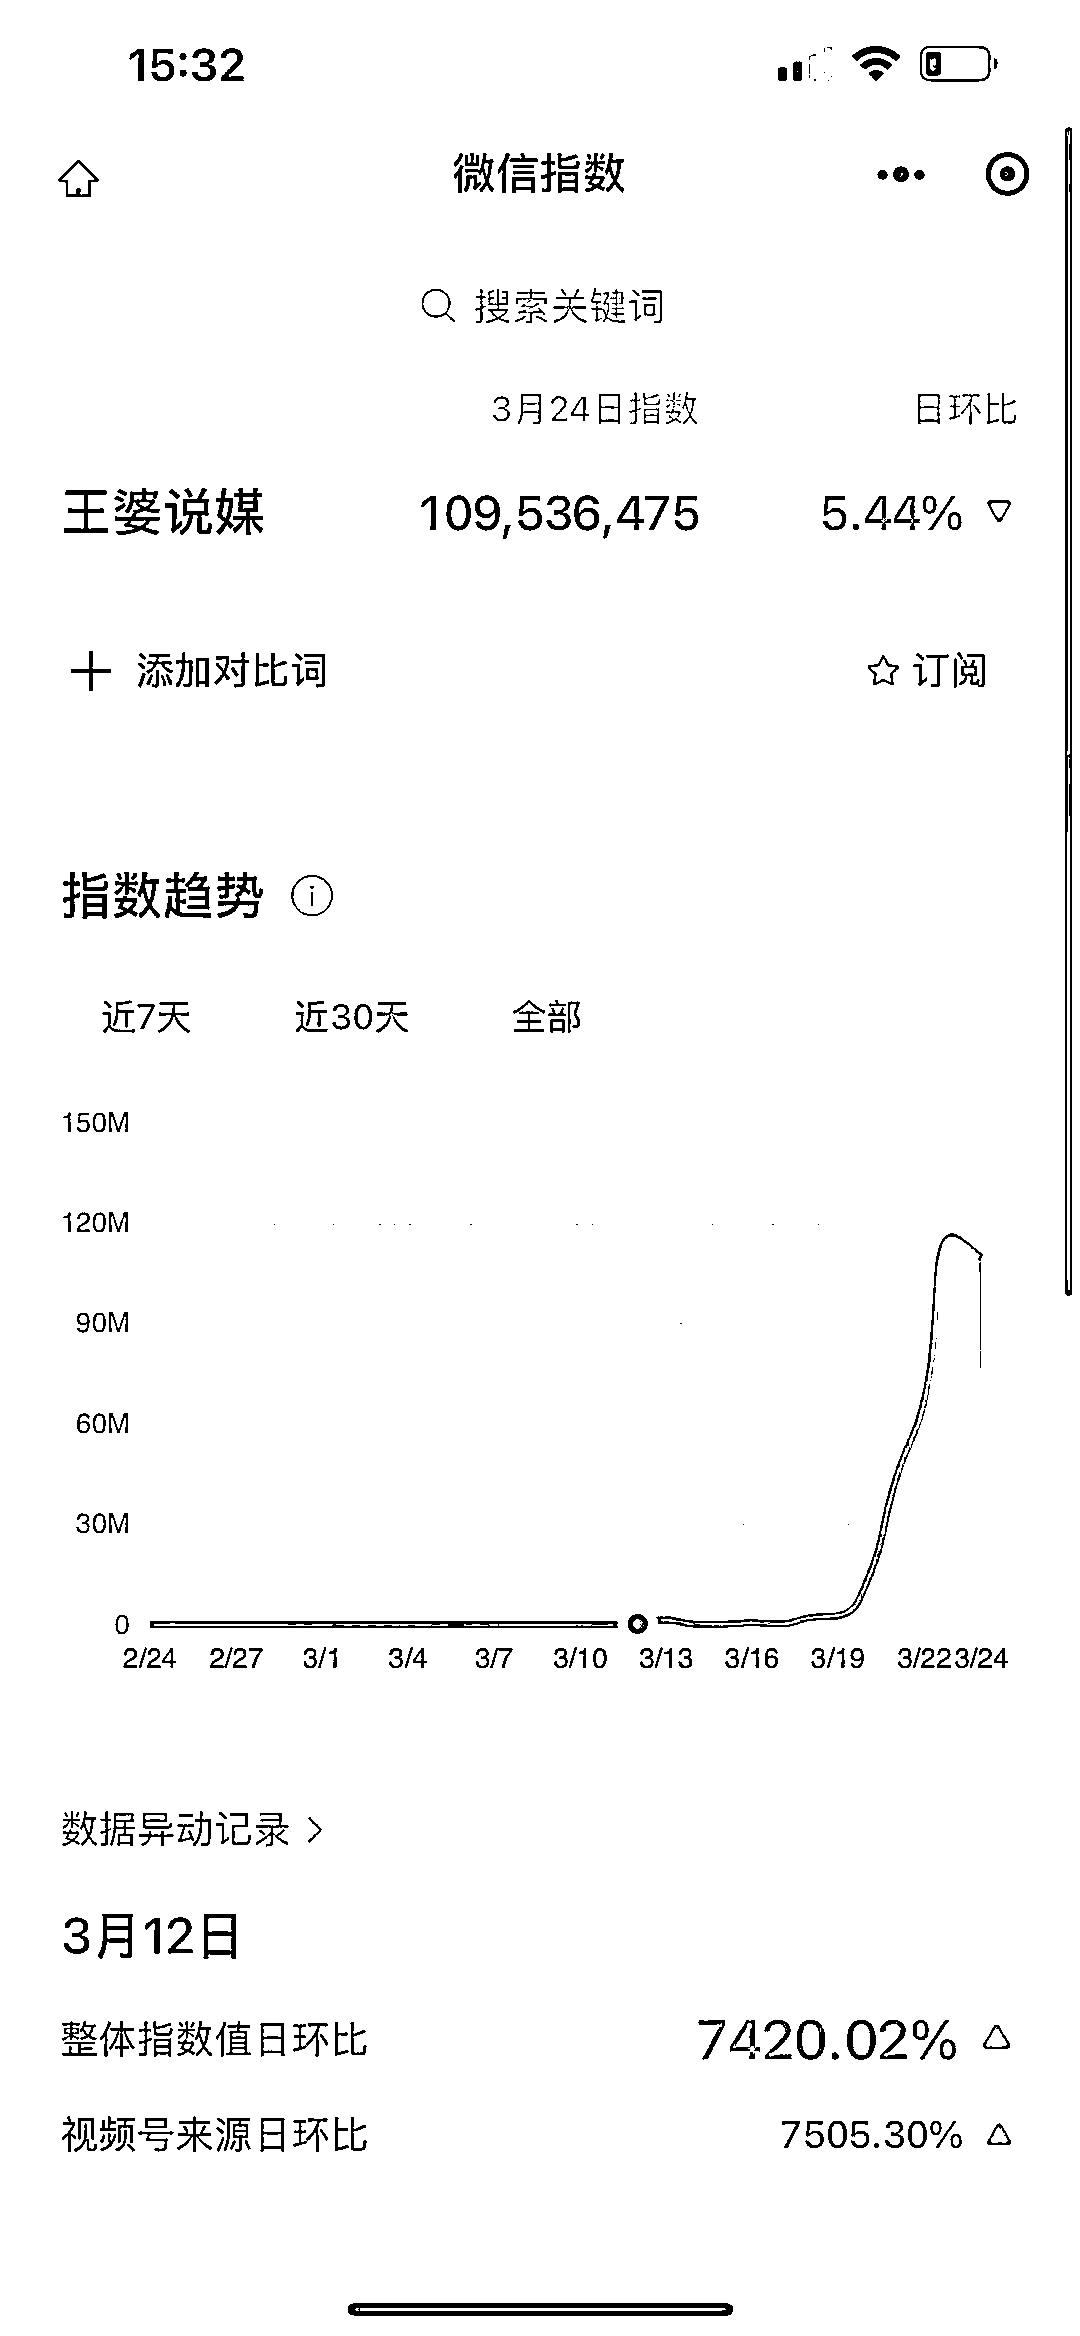 15:32
微信指数
搜索关键词
3月24日指数 日环比
王婆说媒 109,536,475 5.44%
添加对比词 订阅
指数趋势
近7天 近30天 全部
150M
120M
90M
60M
30M
0
2/24 2/27 3/1 3/4 3/7 3/10 3/13 3/16 3/19 3/22 3/24
数据异动记录
3月12日
整体指数值日环比 7420.02%
视频号来源日环比 7505.30%